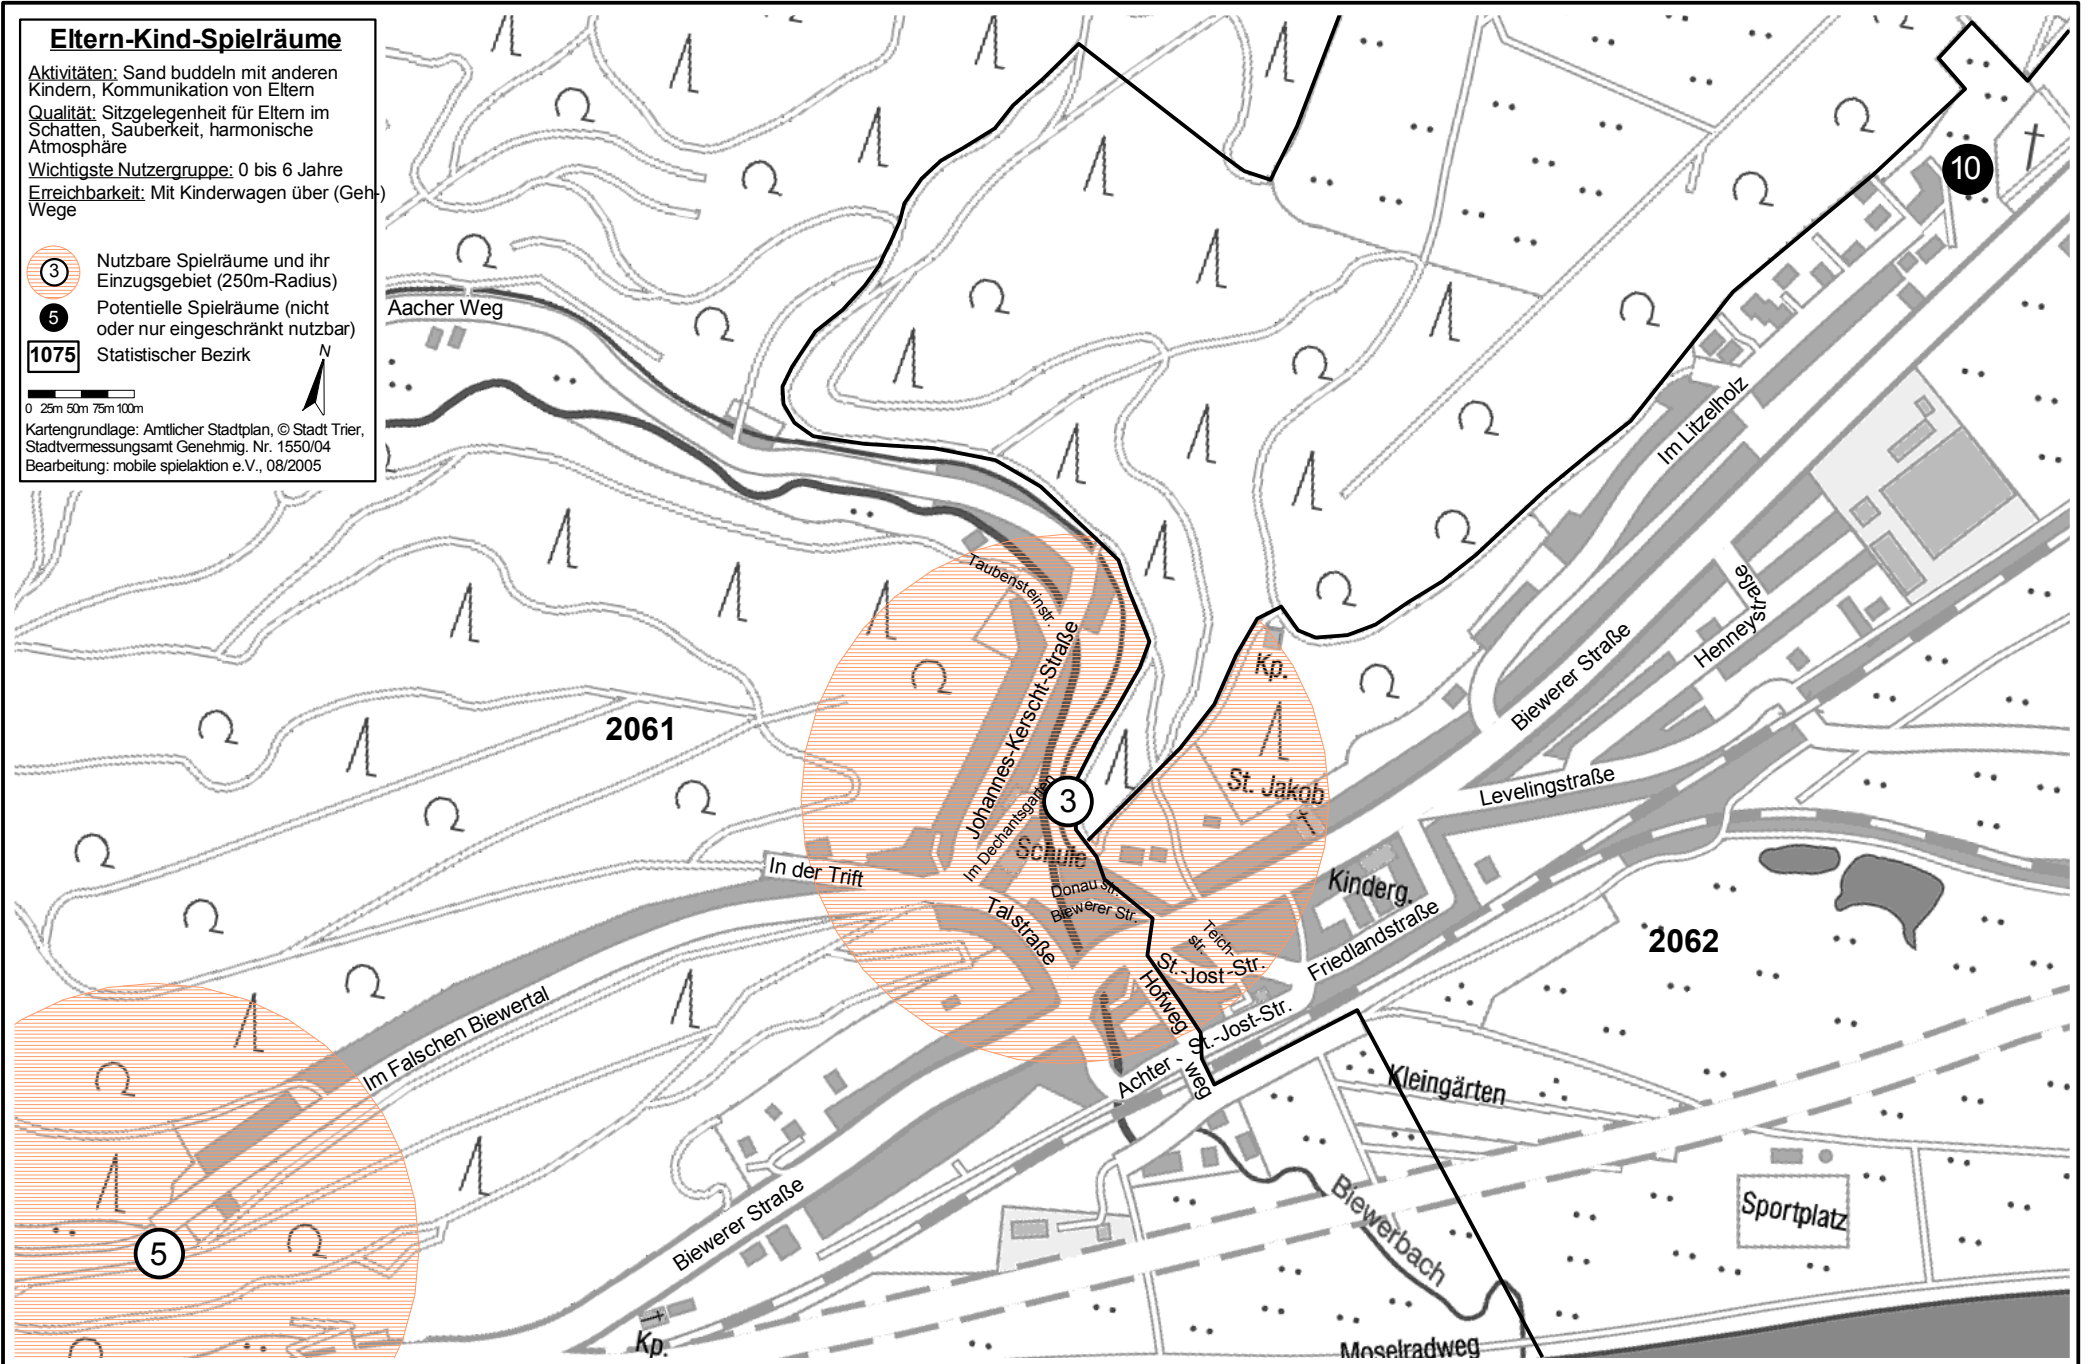 Eltern-Kind-Spielräume
Aktivitäten: Sand buddeln mit anderen
Kindern, Kommunikation von Eltern
Qualität: Sitzgelegenheit für Eltern im
Schatten, Sauberkeit, harmonische
Atmosphäre
Wichtigste Nutzergruppe: 0 bis 6 Jahre
Erreichbarkeit: Mit Kinderwagen über (Geh-)
Wege
3
Nutzbare Spielräume und ihr
Einzugsgebiet (250m-Radius)
5
Potentielle Spielräume (nicht
oder nur eingeschränkt nutzbar)
1075
Statistischer Bezirk
N
0 25m 50m 75m 100m
Kartengrundlage: Amtlicher Stadtplan, © Stadt Trier,
Stadtvermessungsamt Genehmig. Nr. 1550/04
Bearbeitung: mobile spielaktion e.V., 08/2005
10
Aacher Weg
Im Litzelholz
Taubensteinstr.
Henneystraße
Johannes-Kerscht-Straße
Kp.
Biewerer Straße
2061
St. Jakob
Levelingstraße
3
Im Dechantsgarten
Schule
In der Trift
Donaustr.
Biewerer Str.
Kinderg.
Talstraße
Teich-
str.
St.-Jost-Str.
Friedlandstraße
2062
Hofweg
Im Falschen Biewertal
Achter-
weg
St.-Jost-Str.
Kleingärten
Biewerer Straße
Biewerbach
Sportplatz
5
Kp.
Moselradweg